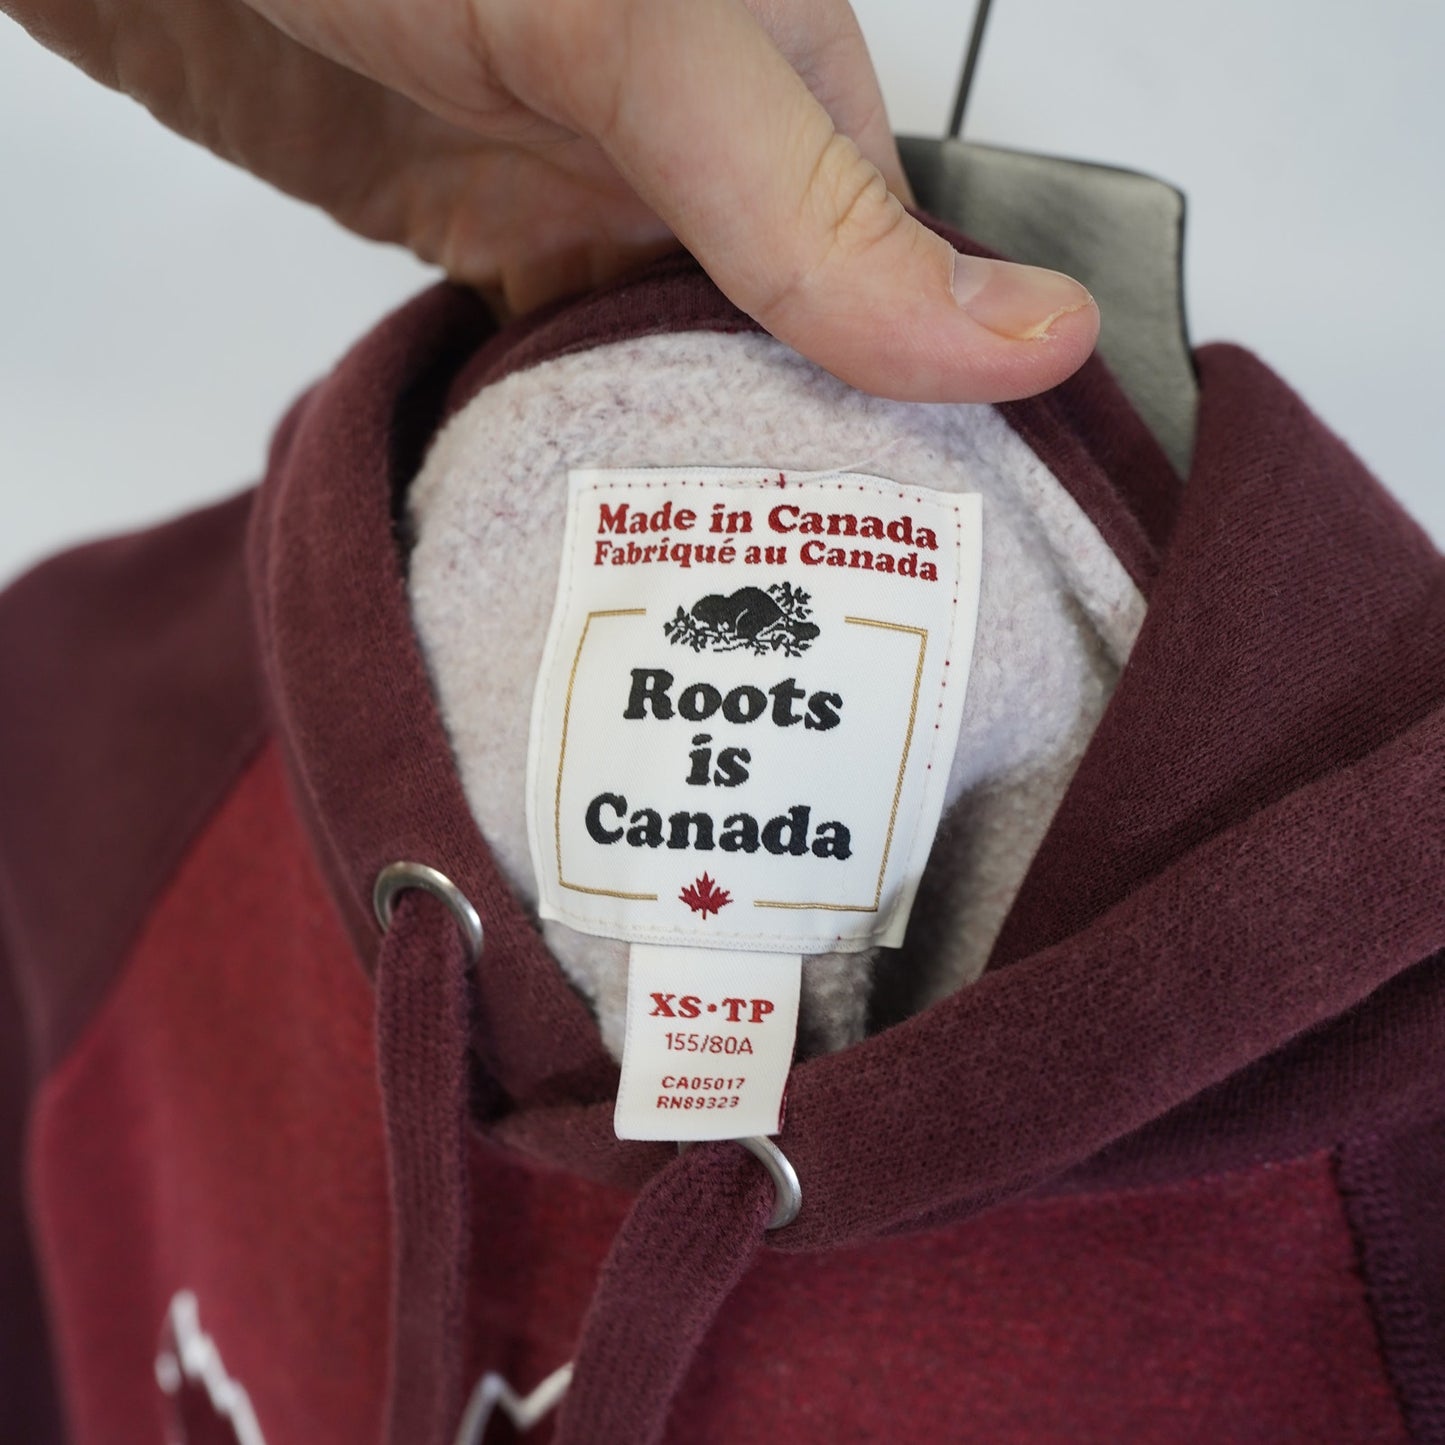 Made in Canada
Fabriqué au Canada
Roots
is
Canada
XS•TP
155/80A
CA05017
RN89323